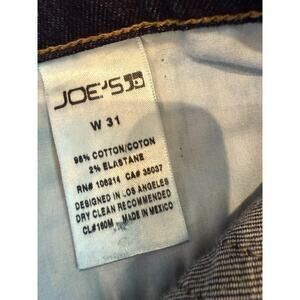 JOE'S JD
W 31
98% COTTON/COTON
2% ELASTANE
RN# 106214 CA# 35037
DESIGNED IN LOS ANGELES
DRY CLEAN RECOMMENDED
CL#160M MADE IN MEXICO